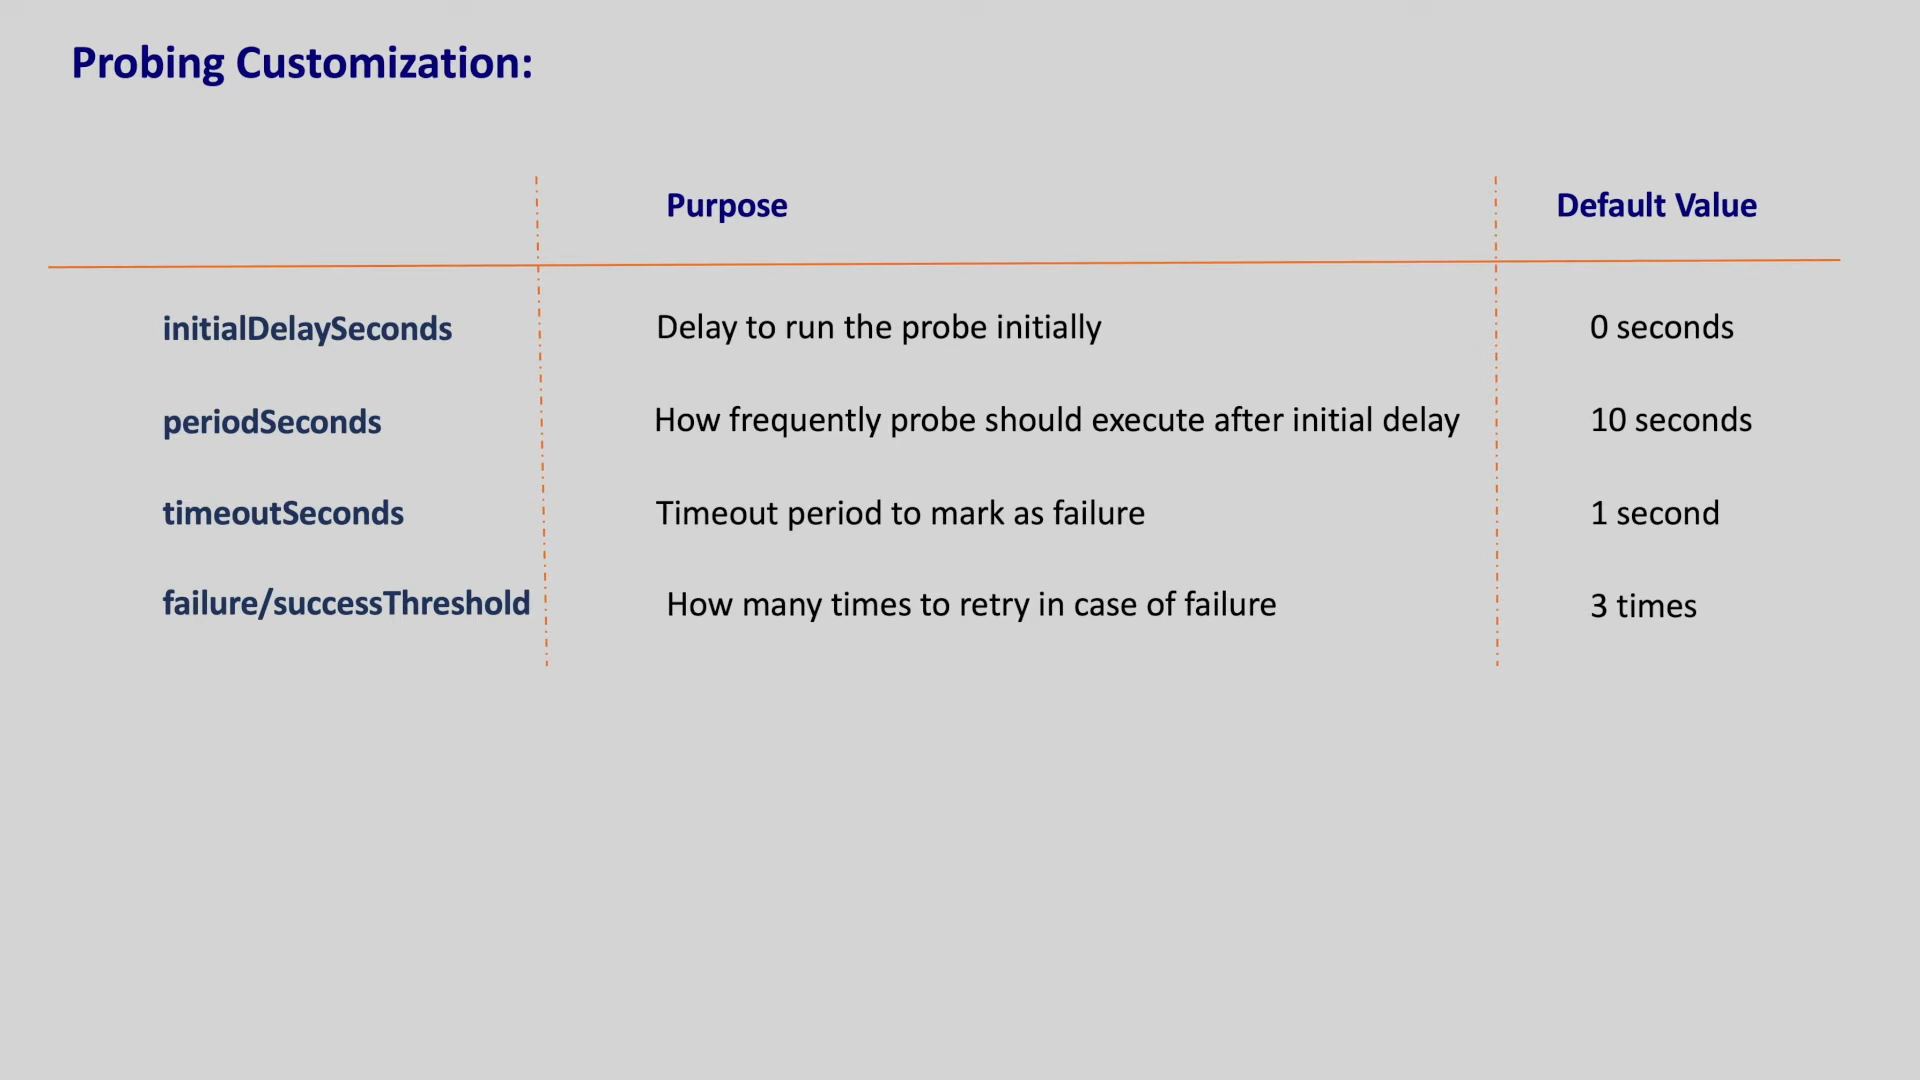 Probing Customization:
Purpose
Default Value
initialDelaySeconds
Delay to run the probe initially
0 seconds
periodSeconds
How frequently probe should execute after initial delay
10 seconds
timeoutSeconds
Timeout period to mark as failure
1 second
failure/successThreshold
How many times to retry in case of failure
3 times